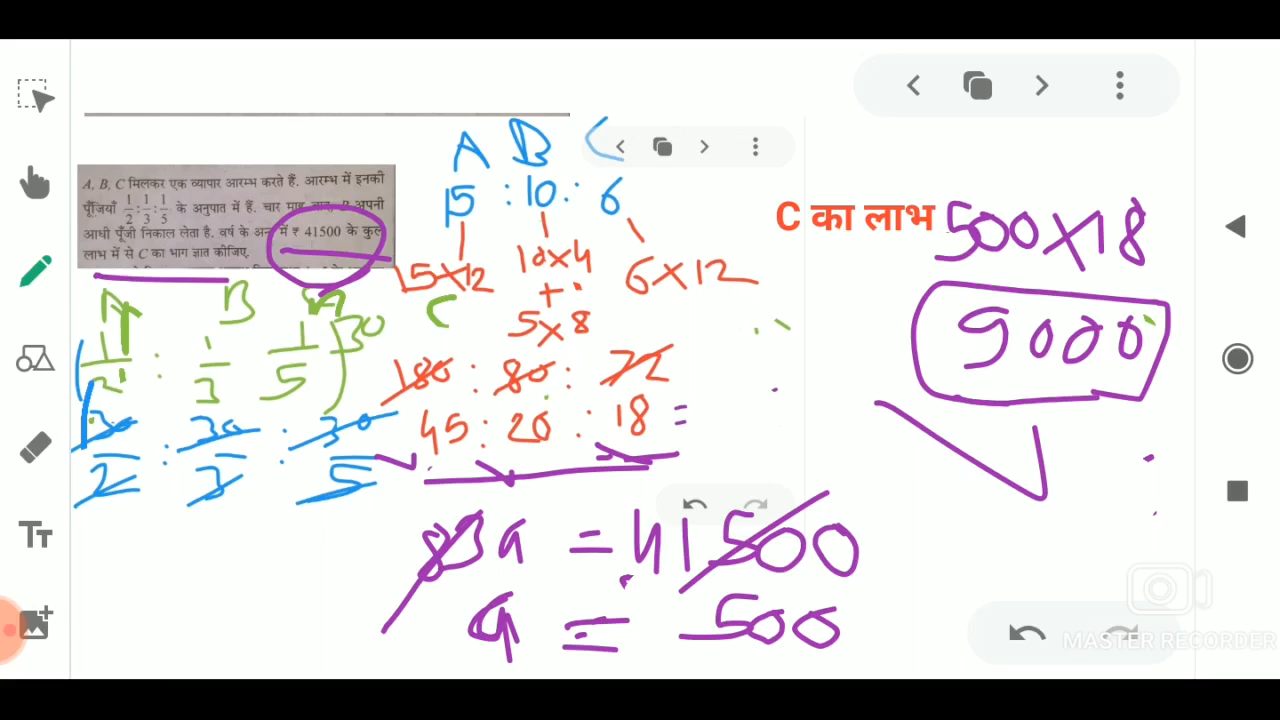 A, B, C मिलकर एक व्यापार आरम्भ करते हैं. आरम्भ में इनकी
पूँजियाँ 1/2 : 1/3 : 1/5 के अनुपात में हैं. चार माह B अपनी
आधी पूँजी निकाल लेता है. वर्ष के में ₹ 41500 के कुल
लाभ में से C का भाग ज्ञात कीजिए.
A B C
15 : 10 : 6
15×12 10×4 6×12
+
5×8
180 : 80 : 72
45 : 20 : 18 =
A B C
(1/2 : 1/3 1/5)30
30/2 : 30/3 : 30/5
83a = 41500
a = 500
C का लाभ 500×18
9000
TT
MASTER RECORDER